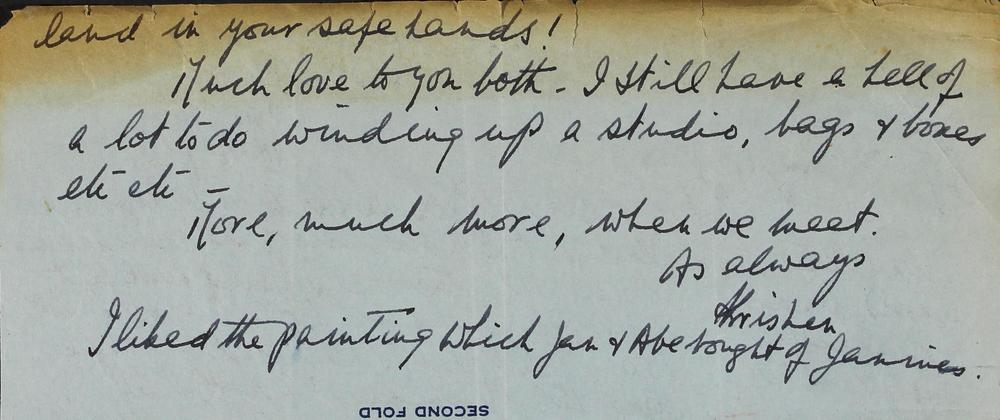 land in your safe hands!
Much love to you both - I still have a hell of
a lot to do winding up a studio, bags & boxes
etc etc -
More, much more, when we meet.
As always
Krishen
I liked the painting which Jan & Abe bought of Janines.
SECOND FOLD